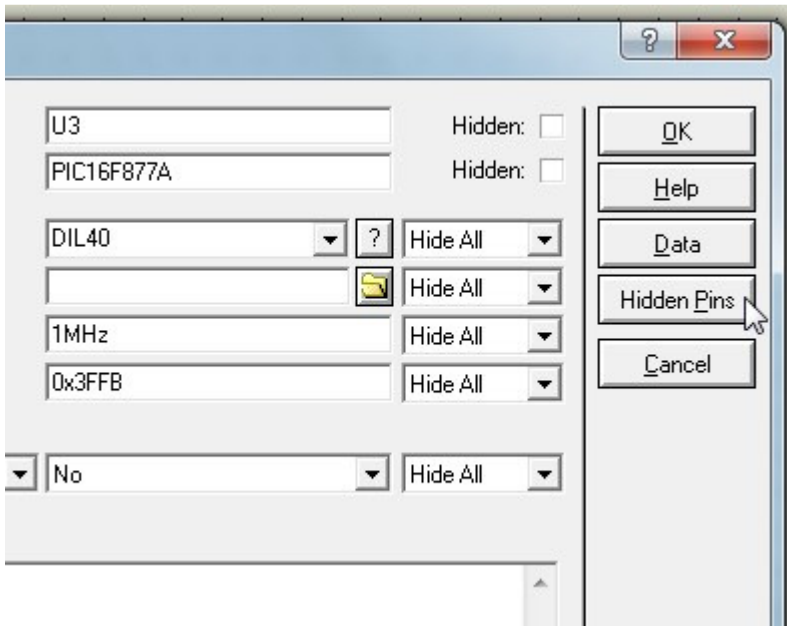 ?
X
U3 Hidden:
OK
PIC16F877A Hidden:
Help
DIL40 ? Hide All
Data
Hide All
Hidden Pins
1MHz Hide All
Cancel
0x3FFB Hide All
No Hide All